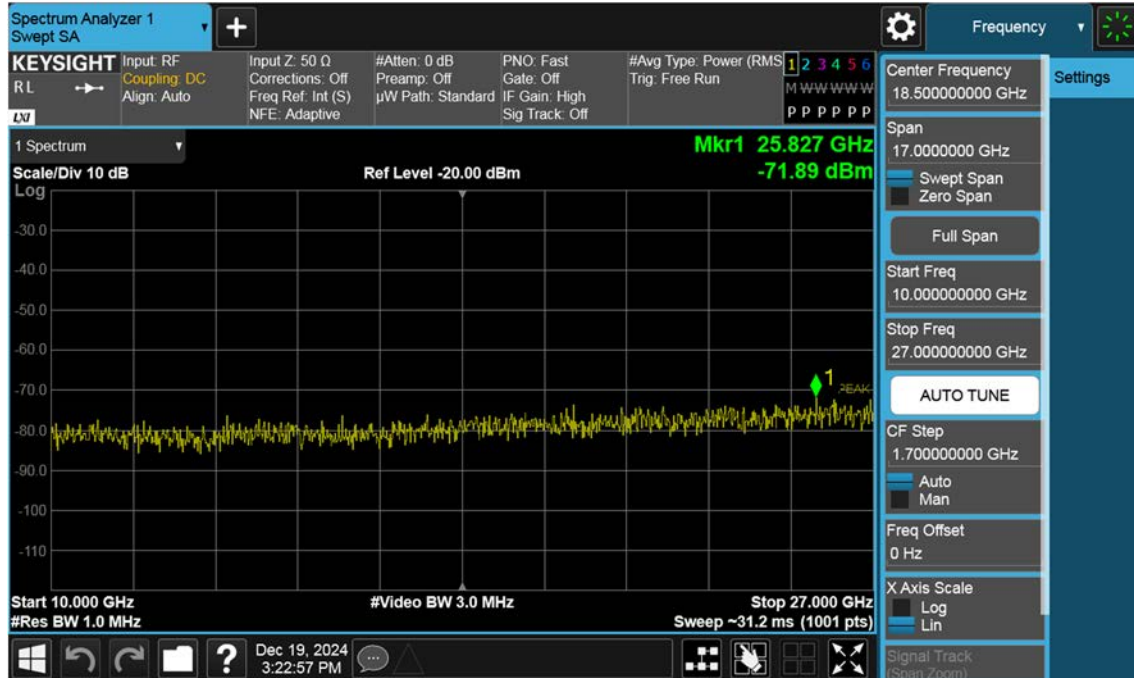 Spectrum Analyzer 1
Swept SA
Frequency
KEYSIGHT
R L
LXI
Input: RF
Coupling: DC
Align: Auto
Input Z: 50 Ω
Corrections: Off
Freq Ref: Int (S)
NFE: Adaptive
#Atten: 0 dB
Preamp: Off
µW Path: Standard
PNO: Fast
Gate: Off
IF Gain: High
Sig Track: Off
#Avg Type: Power (RMS
Trig: Free Run
1 2 3 4 5 6
M W W W W W
P P P P P P
1 Spectrum
Mkr1 25.827 GHz
-71.89 dBm
Scale/Div 10 dB
Ref Level -20.00 dBm
Log
-30.0
-40.0
-50.0
-60.0
-70.0
-80.0
-90.0
-100
-110
1
PEAK
Start 10.000 GHz
#Video BW 3.0 MHz
Stop 27.000 GHz
#Res BW 1.0 MHz
Sweep ~31.2 ms (1001 pts)
?
Dec 19, 2024
3:22:57 PM
Center Frequency
18.500000000 GHz
Settings
Span
17.0000000 GHz
Swept Span
Zero Span
Full Span
Start Freq
10.000000000 GHz
Stop Freq
27.000000000 GHz
AUTO TUNE
CF Step
1.700000000 GHz
Auto
Man
Freq Offset
0 Hz
X Axis Scale
Log
Lin
Signal Track
(Span Zoom)